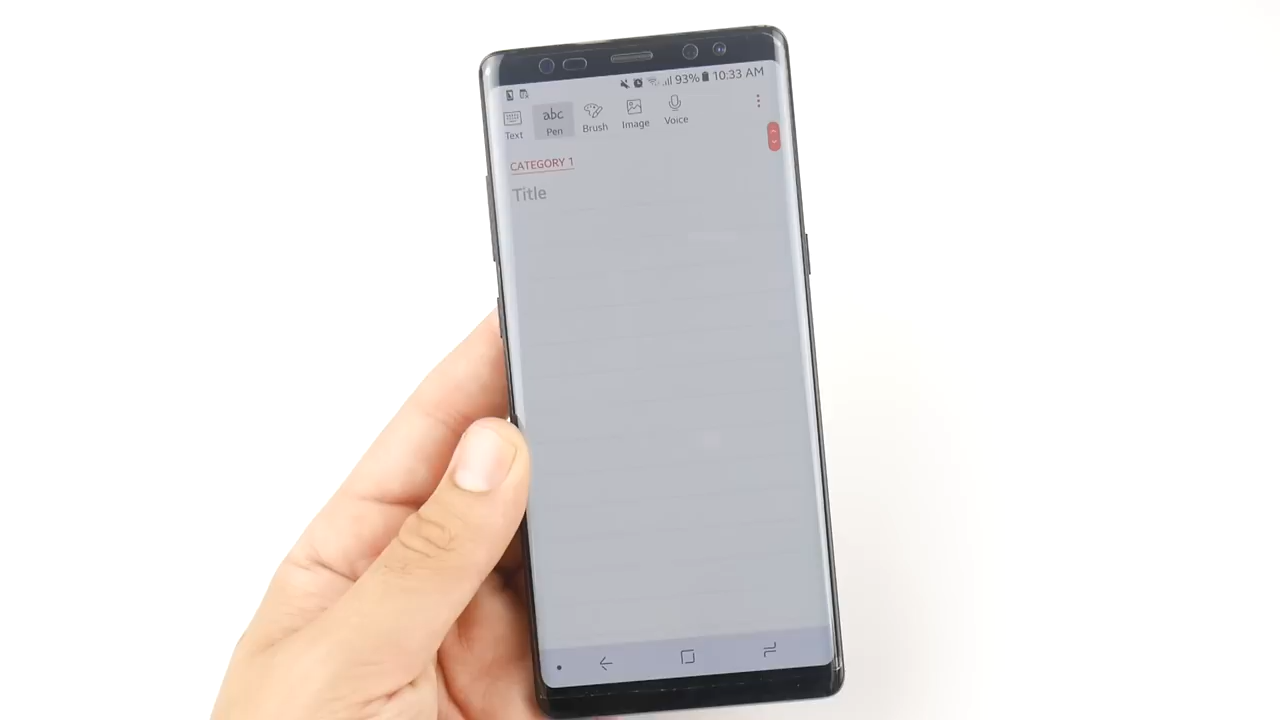 93% 10:33 AM
Text
abc
Pen
Brush
Image
Voice
CATEGORY 1
Title